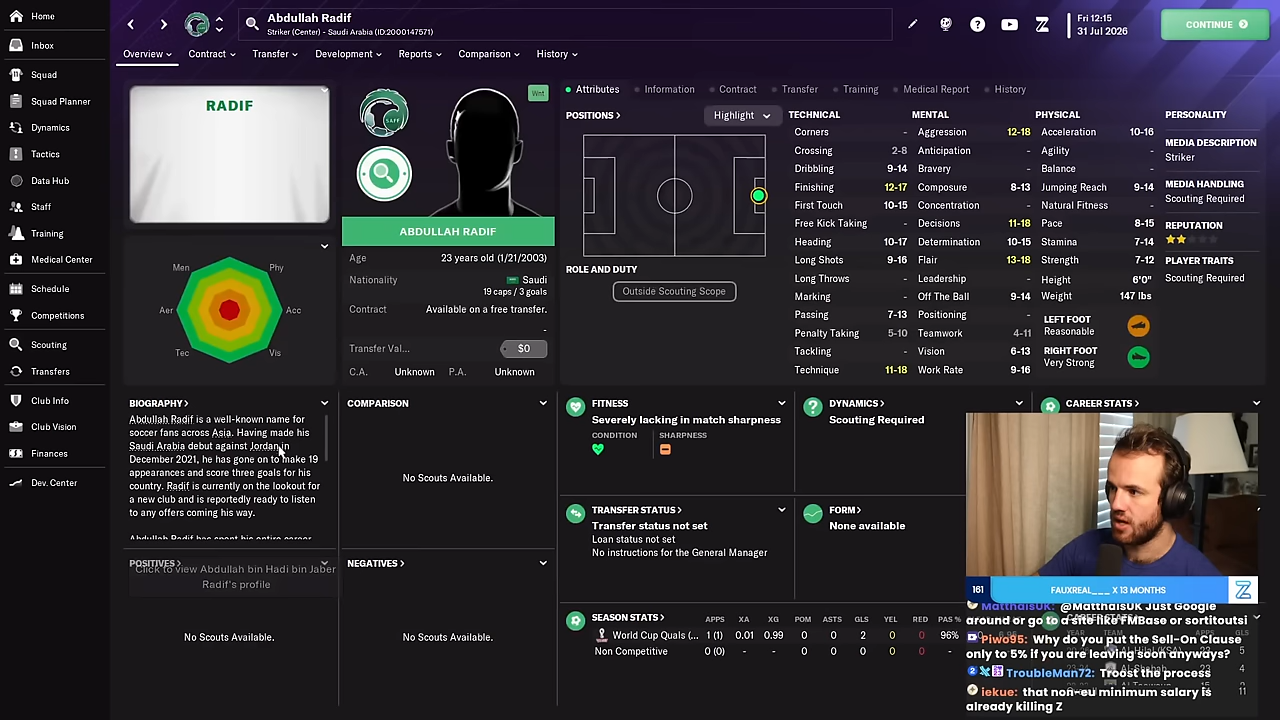 Home
Inbox
Squad
Squad Planner
Dynamics
Tactics
Data Hub
Staff
Training
Medical Center
Schedule
Competitions
Scouting
Transfers
Club Info
Club Vision
Finances
Dev. Center
Abdullah Radif
Striker (Center) - Saudi Arabia (ID:2000147571)
Fri 12:15
31 Jul 2026
CONTINUE
Overview
Contract
Transfer
Development
Reports
Comparison
History
RADIF
Men
Phy
Aer
Acc
Tec
Vis
SAFF
Wnt
ABDULLAH RADIF
Age 23 years old (1/21/2003)
Nationality Saudi
19 caps / 3 goals
Contract Available on a free transfer.
-
Transfer Val... $0
C.A. Unknown P.A. Unknown
Attributes Information Contract Transfer Training Medical Report History
POSITIONS >
Highlight
ROLE AND DUTY
Outside Scouting Scope
TECHNICAL
Corners -
Crossing 2-8
Dribbling 9-14
Finishing 12-17
First Touch 10-15
Free Kick Taking -
Heading 10-17
Long Shots 9-16
Long Throws -
Marking -
Passing 7-13
Penalty Taking 5-10
Tackling -
Technique 11-18
MENTAL
Aggression 12-18
Anticipation -
Bravery -
Composure 8-13
Concentration -
Decisions 11-18
Determination 10-15
Flair 13-18
Leadership -
Off The Ball 9-14
Positioning -
Teamwork 4-11
Vision 6-13
Work Rate 9-16
PHYSICAL
Acceleration 10-16
Agility -
Balance -
Jumping Reach 9-14
Natural Fitness -
Pace 8-15
Stamina 7-14
Strength 7-12
Height 6'0"
Weight 147 lbs
LEFT FOOT
Reasonable
RIGHT FOOT
Very Strong
PERSONALITY
MEDIA DESCRIPTION
Striker
MEDIA HANDLING
Scouting Required
REPUTATION
PLAYER TRAITS
Scouting Required
BIOGRAPHY >
Abdullah Radif is a well-known name for
soccer fans across Asia. Having made his
Saudi Arabia debut against Jordan in
December 2021, he has gone on to make 19
appearances and score three goals for his
country. Radif is currently on the lookout for
a new club and is reportedly ready to listen
to any offers coming his way.
Abdullah Radif has spent his entire career
POSITIVES >
Click to view Abdullah bin Hadi bin Jaber
Radif's profile
No Scouts Available.
COMPARISON
No Scouts Available.
NEGATIVES >
No Scouts Available.
FITNESS
Severely lacking in match sharpness
CONDITION
SHARPNESS
DYNAMICS >
Scouting Required
CAREER STATS >
TRANSFER STATUS >
Transfer status not set
Loan status not set
No instructions for the General Manager
FORM >
None available
SEASON STATS > APPS XA XG POM ASTS GLS YEL RED PAS %
World Cup Quals (... 1 (1) 0.01 0.99 0 0 2 0 0 96%
Non Competitive 0 (0) - - 0 0 0 0 0 -
161 FAUXREAL___ X 13 MONTHS
MatthaisUK: @MatthaisUK Just Google
around or go to a site like FMBase or sortitoutsi
Piwo95: Why do you put the Sell-On Clause
only to 5% if you are leaving soon anyways?
TroubleMan72: Troost the process
iekue: that non-eu minimum salary is
already killing Z